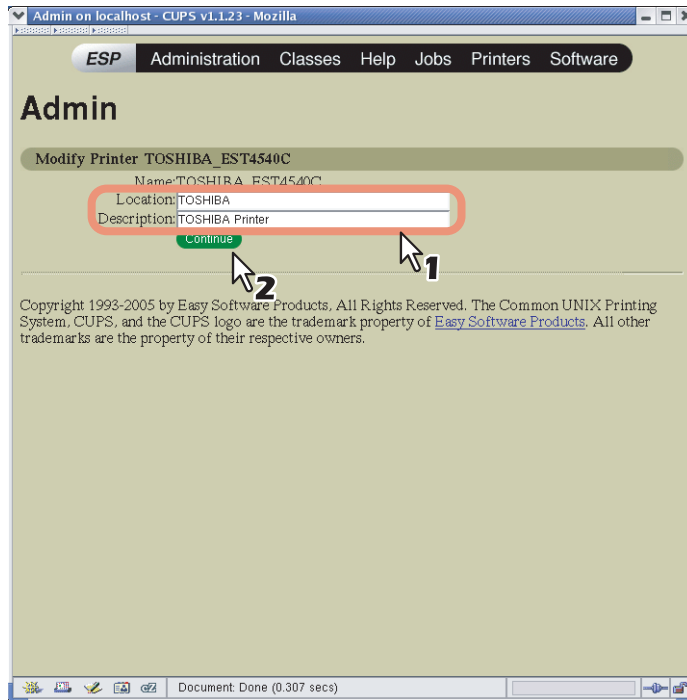 Admin on localhost - CUPS v1.1.23 - Mozilla
ESP Administration Classes Help Jobs Printers Software
Admin
Modify Printer TOSHIBA_EST4540C
Name:TOSHIBA_EST4540C
Location:TOSHIBA
Description:TOSHIBA Printer
Continue
1
2
Copyright 1993-2005 by Easy Software Products, All Rights Reserved. The Common UNIX Printing
System, CUPS, and the CUPS logo are the trademark property of Easy Software Products. All other
trademarks are the property of their respective owners.
Document: Done (0.307 secs)